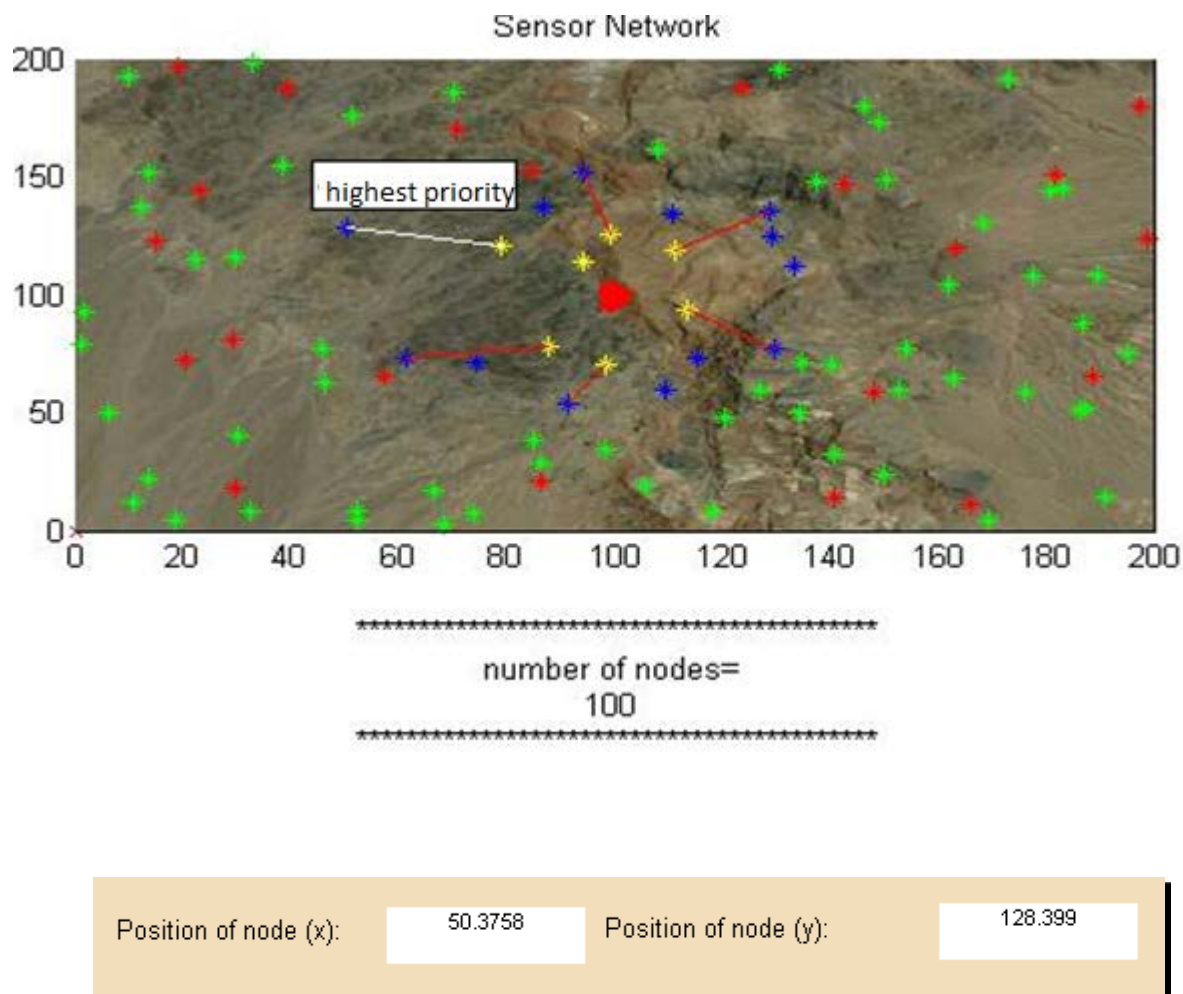 Sensor Network
200
150
highest priority
100
50
0
0 20 40 60 80 100 120 140 160 180 200
*****************************************
number of nodes=
100
*****************************************
Position of node (x): 50.3758 Position of node (y): 128.399